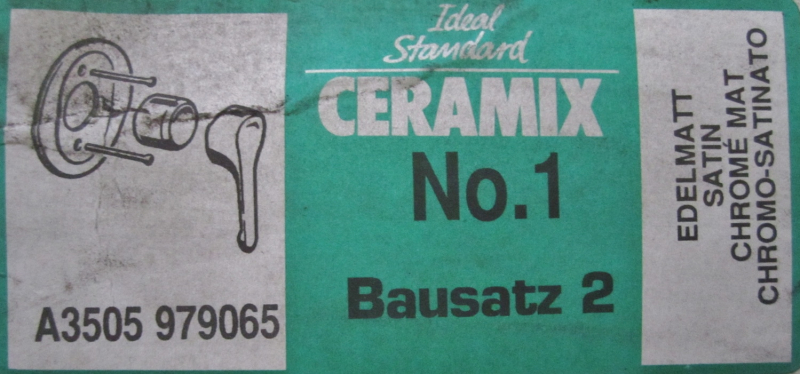 Ideal
Standard
CERAMIX
No.1
Bausatz 2
A3505 979065
EDELMATT
SATIN
CHROMÉ MAT
CHROMO-SATINATO